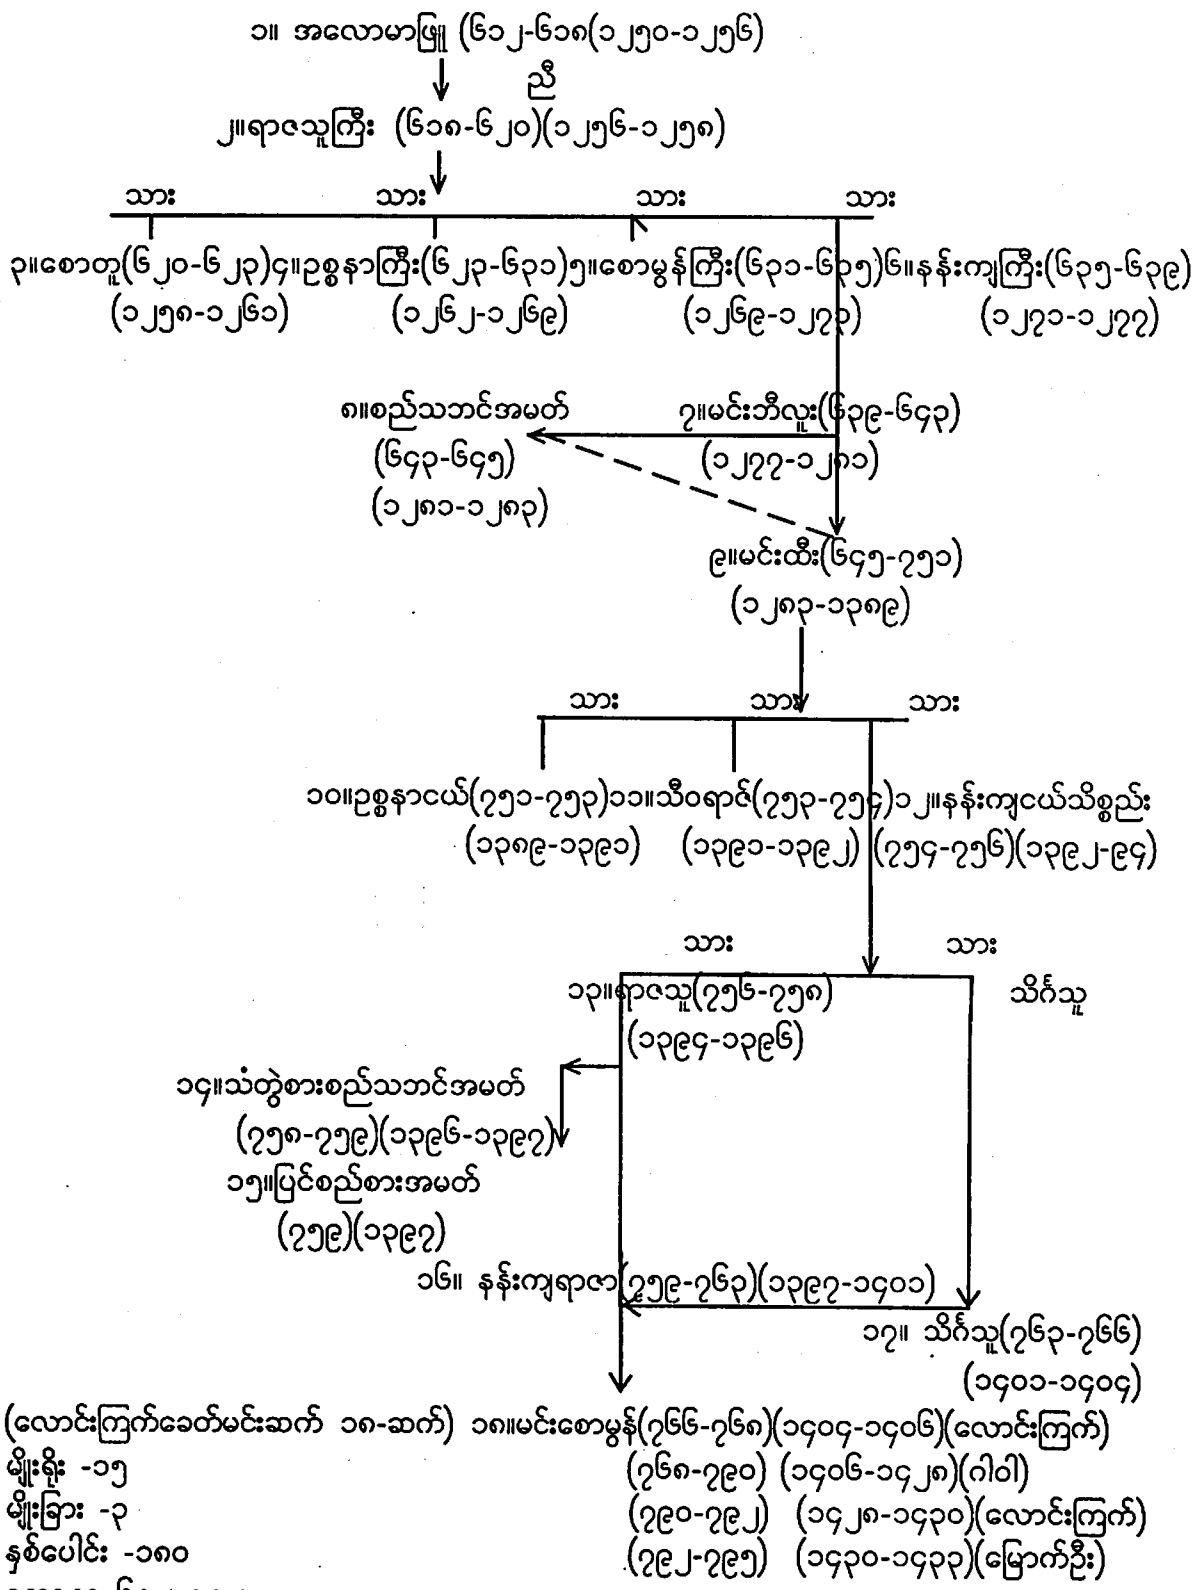 ၁။ အလောမာဖြူ (၆၁၂-၆၁၈(၁၂၅၀-၁၂၅၆)
ညီ
၂။ရာဇသူကြီး (၆၁၈-၆၂၀)(၁၂၅၆-၁၂၅၈)
သား သား သား သား
၃။စောတူ(၆၂၀-၆၂၃)၄။ဥစ္စနာကြီး(၆၂၃-၆၃၁)၅။စောမွန်ကြီး(၆၃၁-၆၃၅)၆။နန်းကျကြီး(၆၃၅-၆၃၉)
(၁၂၅၈-၁၂၆၁) (၁၂၆၂-၁၂၆၉) (၁၂၆၉-၁၂၇၃) (၁၂၇၁-၁၂၇၇)
၈။စည်သဘင်အမတ် ၇။မင်းဘီလူး(၆၃၉-၆၄၃)
(၆၄၃-၆၄၅) (၁၂၇၇-၁၂၈၁)
(၁၂၈၁-၁၂၈၃)
၉။မင်းထီး(၆၄၅-၇၅၁)
(၁၂၈၃-၁၃၈၉)
သား သား သား
၁၀။ဥစ္စနာငယ်(၇၅၁-၇၅၃)၁၁။သီဝရာဇ်(၇၅၃-၇၅၄)၁၂။နန်းကျငယ်သိစ္စည်း
(၁၃၈၉-၁၃၉၁) (၁၃၉၁-၁၃၉၂) (၇၅၄-၇၅၆)(၁၃၉၂-၉၄)
သား သား
၁၃။ရာဇသူ(၇၅၆-၇၅၈) သိင်္ဂသူ
(၁၃၉၄-၁၃၉၆)
၁၄။သံတွဲစားစည်သဘင်အမတ်
(၇၅၈-၇၅၉)(၁၃၉၆-၁၃၉၇)
၁၅။ပြင်စည်စားအမတ်
(၇၅၉)(၁၃၉၇)
၁၆။ နန်းကျရာဇာ(၇၅၉-၇၆၃)(၁၃၉၇-၁၄၀၁)
၁၇။ သိင်္ဂသူ(၇၆၃-၇၆၆)
(၁၄၀၁-၁၄၀၄)
(လောင်းကြက်ခေတ်မင်းဆက် ၁၈-ဆက်) ၁၈။မင်းစောမွန်(၇၆၆-၇၆၈)(၁၄၀၄-၁၄၀၆)(လောင်းကြက်)
မျိုးရိုး -၁၅ (၇၆၈-၇၉၀) (၁၄၀၆-၁၄၂၈)(ဂါဝါ)
မျိုးခြား -၃ (၇၉၀-၇၉၂) (၁၄၂၈-၁၄၃၀)(လောင်းကြက်)
နှစ်ပေါင်း -၁၈၀ (၇၉၂-၇၉၅) (၁၄၃၀-၁၄၃၃)(မြောက်ဦး)